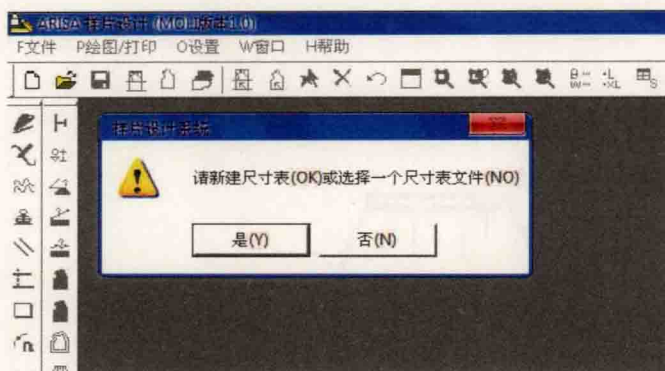 ARISA 样片设计 (MODI版本1.0)
F文件 P绘图/打印 O设置 W窗口 H帮助
样片设计系统
请新建尺寸表(OK)或选择一个尺寸表文件(NO)
是(Y) 否(N)